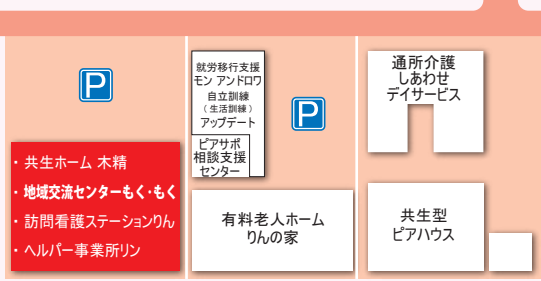 P
・共生ホーム 木精
・地域交流センターもく・もく
・訪問看護ステーションりん
・ヘルパー事業所リン
就労移行支援
モン アンドロワ
自立訓練
（生活訓練）
アップデート
ピアサポ
相談支援
センター
P
有料老人ホーム
りんの家
通所介護
しあわせ
デイサービス
共生型
ピアハウス